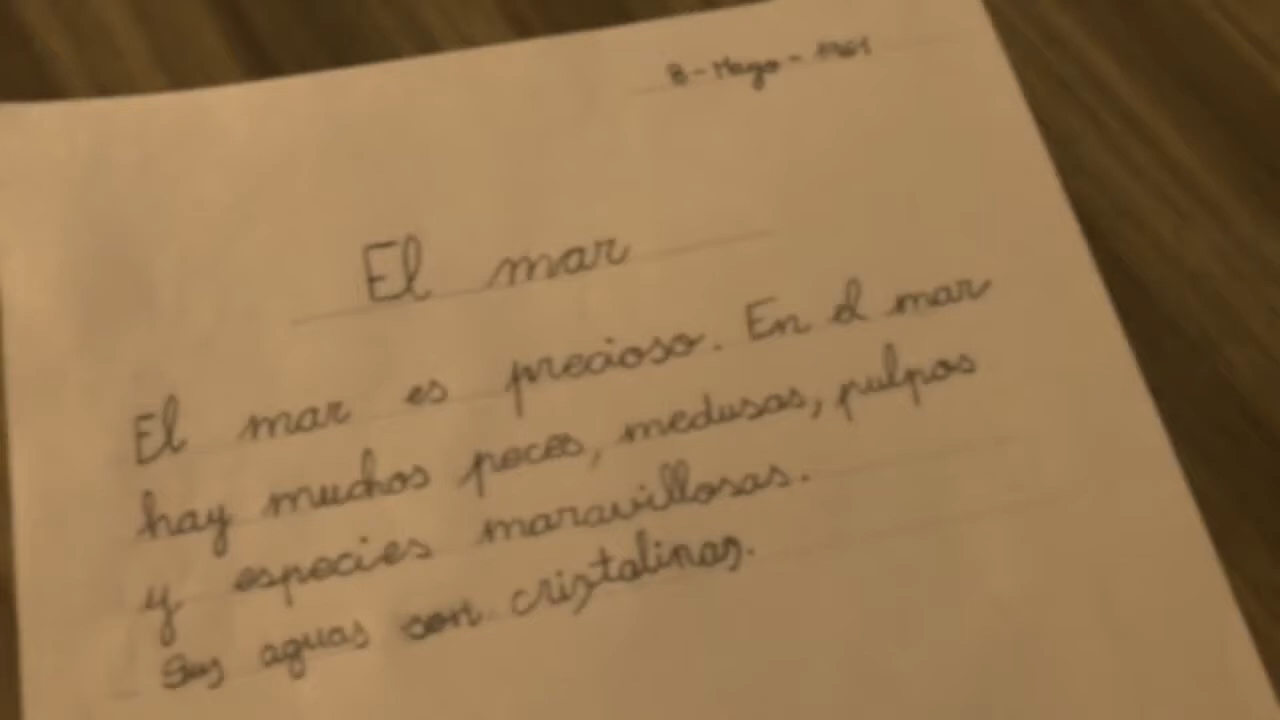 8-Mayo-1961
El mar
El mar es precioso. En el mar
hay muchos peces, medusas, pulpos
y especies maravillosas.
Sus aguas son cristalinas.